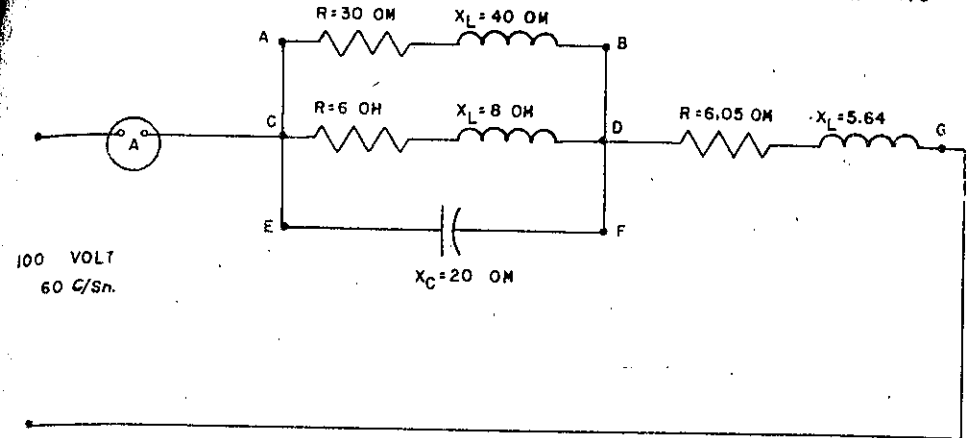 R=30 OM
X_L=40 OM
A
B
R=6 OH
X_L=8 OH
C
D
R=6,05 OM
X_L=5.64
G
A
E
F
100 VOLT
60 C/Sn.
X_C=20 OM